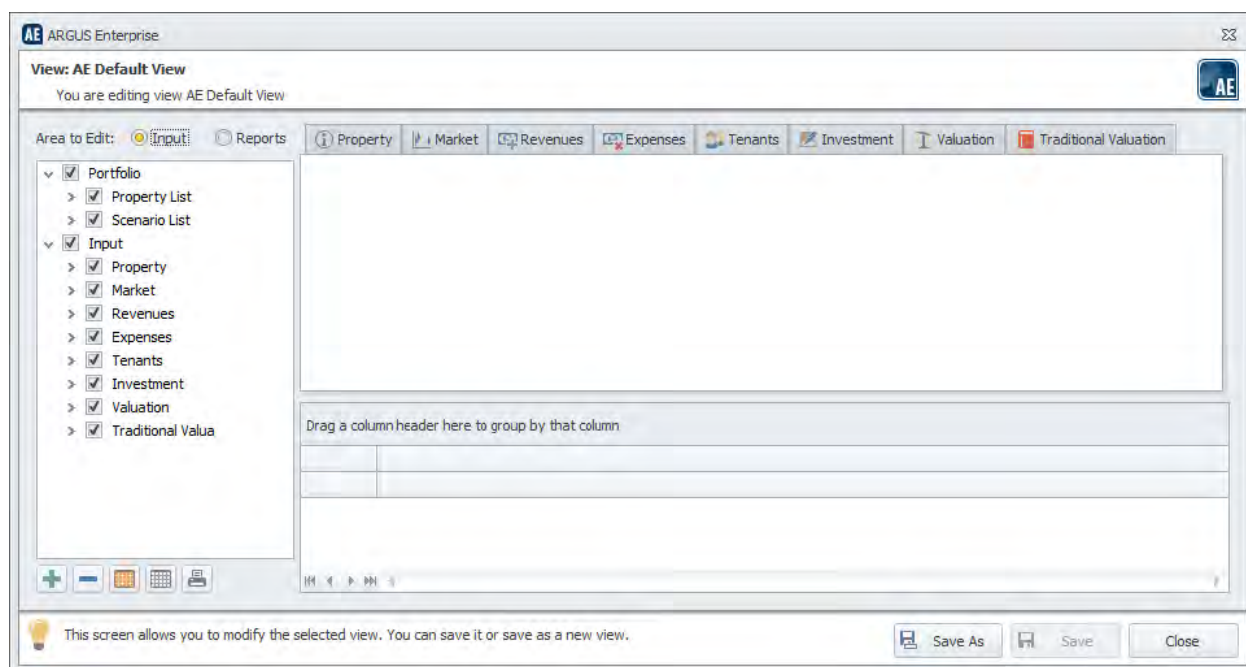 AE ARGUS Enterprise
View: AE Default View
You are editing view AE Default View
AE
Area to Edit: Input Reports
Property Market Revenues Expenses Tenants Investment Valuation Traditional Valuation
Portfolio
Property List
Scenario List
Input
Property
Market
Revenues
Expenses
Tenants
Investment
Valuation
Traditional Valua
Drag a column header here to group by that column
This screen allows you to modify the selected view. You can save it or save as a new view.
Save As Save Close